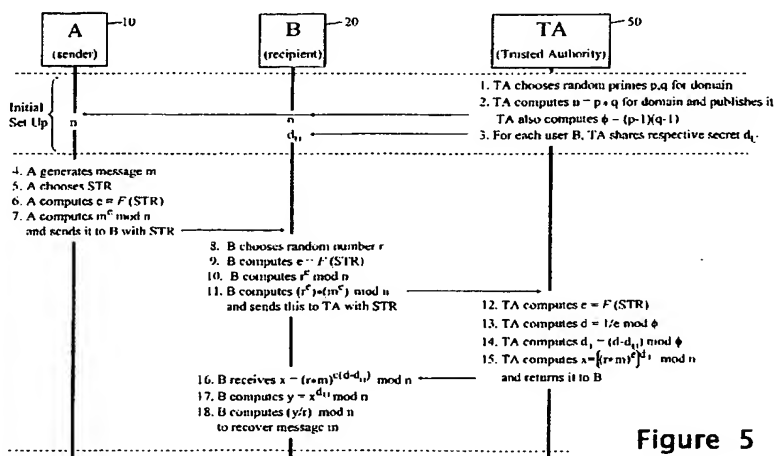 A
(sender)
10
B
(recipient)
20
TA
(Trusted Authority)
50
Initial
Set Up
1. TA chooses random primes p,q for domain
2. TA computes n = p * q for domain and publishes it
TA also computes φ = (p-1)(q-1)
3. For each user B, TA shares respective secret d_U.
n
n
d_U
4. A generates message m
5. A chooses STR
6. A computes e = F(STR)
7. A computes m^e mod n
and sends it to B with STR
8. B chooses random number r
9. B computes e = F(STR)
10. B computes r^e mod n
11. B computes (r^e)*(m^e) mod n
and sends this to TA with STR
12. TA computes e = F(STR)
13. TA computes d = 1/e mod φ
14. TA computes d_T = (d-d_U) mod φ
15. TA computes x=[(r*m)^e]^d_T mod n
and returns it to B
16. B receives x = (r*m)^e(d-d_U) mod n
17. B computes y = x^d_U mod n
18. B computes (y/r) mod n
to recover message m
Figure 5